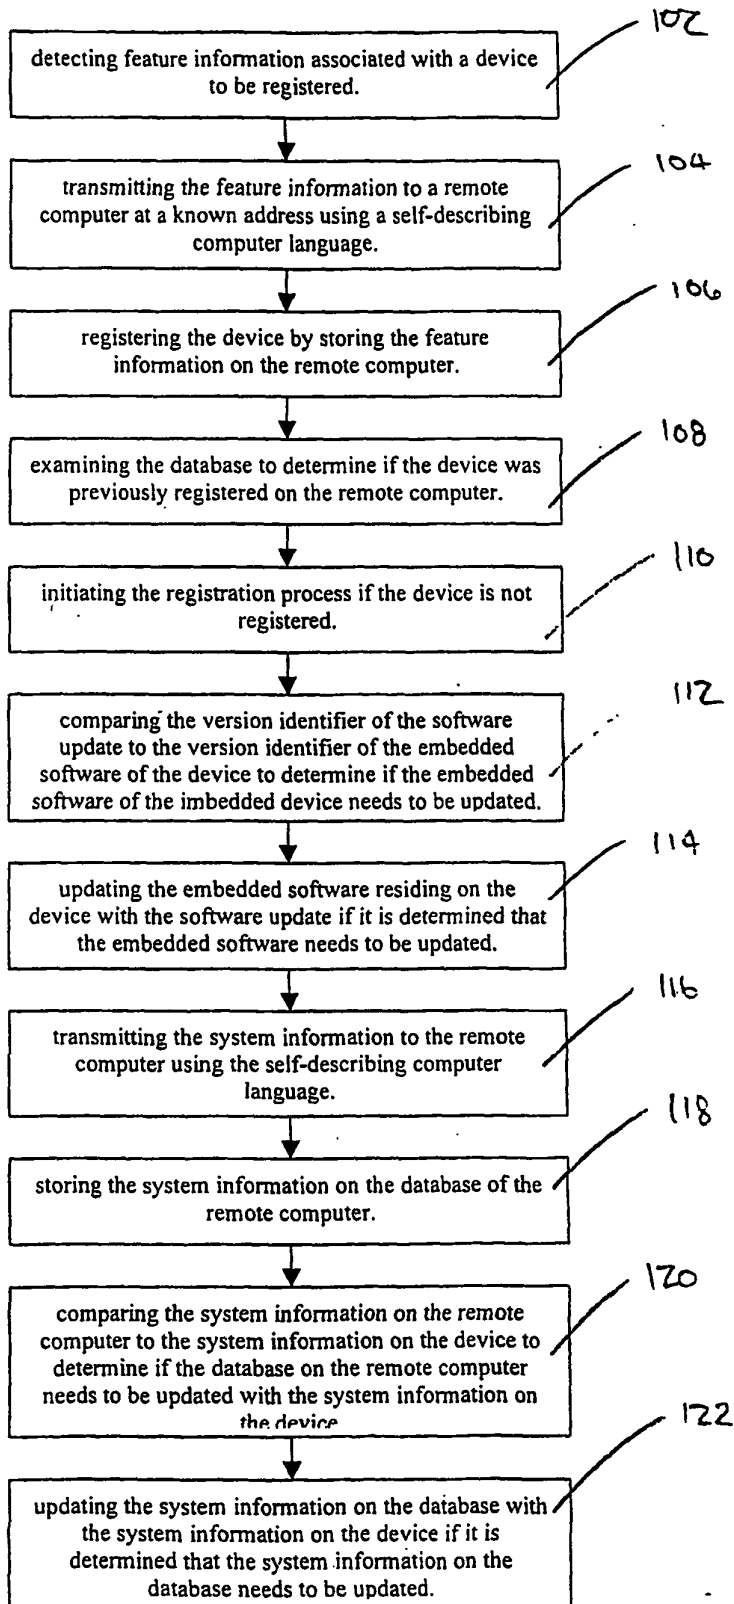 102
detecting feature information associated with a device
to be registered.
104
transmitting the feature information to a remote
computer at a known address using a self-describing
computer language.
106
registering the device by storing the feature
information on the remote computer.
108
examining the database to determine if the device was
previously registered on the remote computer.
110
initiating the registration process if the device is not
registered.
112
comparing the version identifier of the software
update to the version identifier of the embedded
software of the device to determine if the embedded
software of the imbedded device needs to be updated.
114
updating the embedded software residing on the
device with the software update if it is determined that
the embedded software needs to be updated.
116
transmitting the system information to the remote
computer using the self-describing computer
language.
118
storing the system information on the database of the
remote computer.
120
comparing the system information on the remote
computer to the system information on the device to
determine if the database on the remote computer
needs to be updated with the system information on
the device
122
updating the system information on the database with
the system information on the device if it is
determined that the system information on the
database needs to be updated.